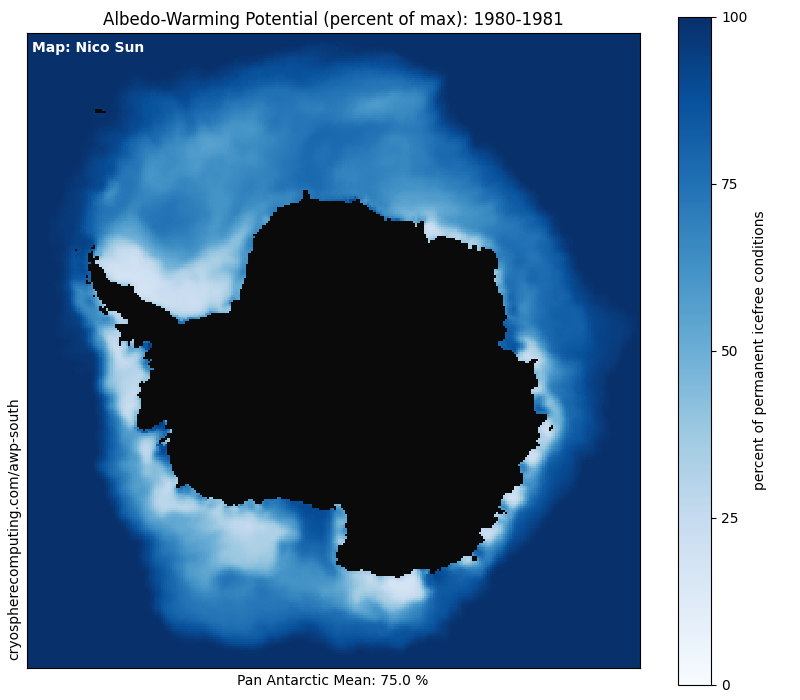 Albedo-Warming Potential (percent of max): 1980-1981
Map: Nico Sun
100
75
50
25
0
percent of permanent icefree conditions
cryospherecomputing.com/awp-south
Pan Antarctic Mean: 75.0 %